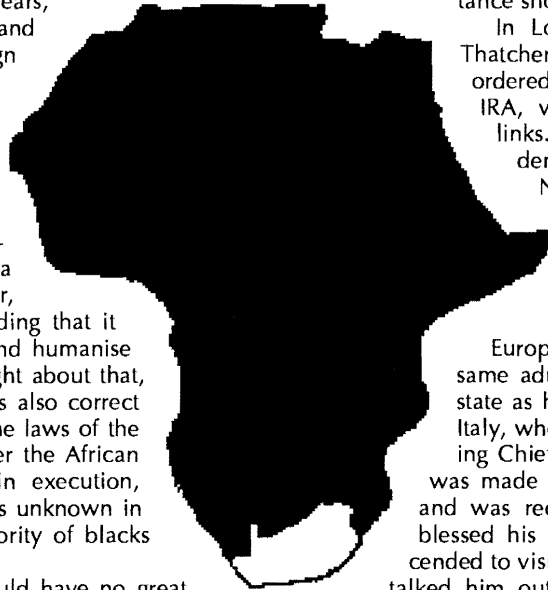 ears,
and
gn
a
r,
ding that it
nd humanise
ght about that,
s also correct
ne laws of the
er the African
in execution,
s unknown in
ority of blacks
uld have no great
tance sho
In Lo
Thatcher
ordered
IRA, v
links.
der
N
Europ
same adr
state as h
Italy, wh
ing Chief
was made
and was rec
blessed his
cended to visi
talked him out